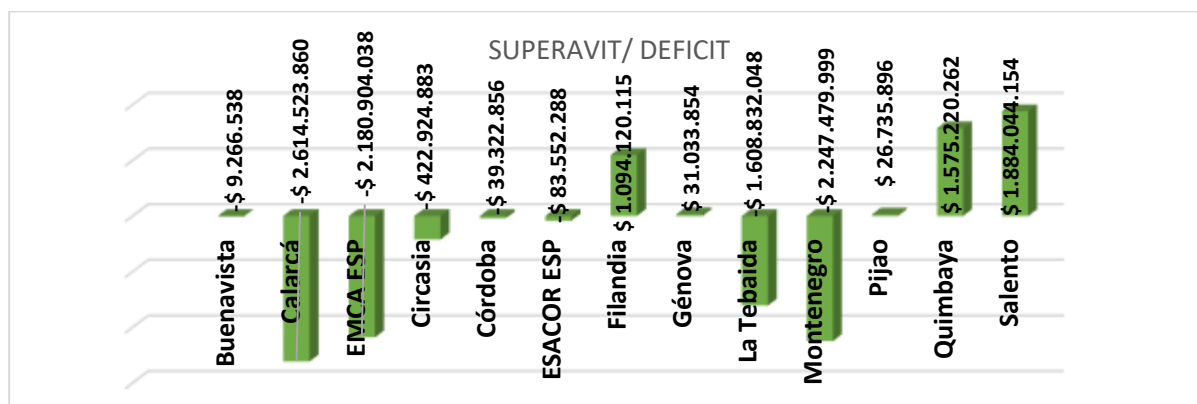 SUPERAVIT/ DEFICIT
-$ 9.266.538
-$ 2.614.523.860
-$ 2.180.904.038
-$ 422.924.883
-$ 39.322.856
-$ 83.552.288
$ 1.094.120.115
$ 31.033.854
-$ 1.608.832.048
-$ 2.247.479.999
$ 26.735.896
$ 1.575.220.262
$ 1.884.044.154
Buenavista
Calarcá
EMCA ESP
Circasia
Córdoba
ESACOR ESP
Filandia
Génova
La Tebaida
Montenegro
Pijao
Quimbaya
Salento